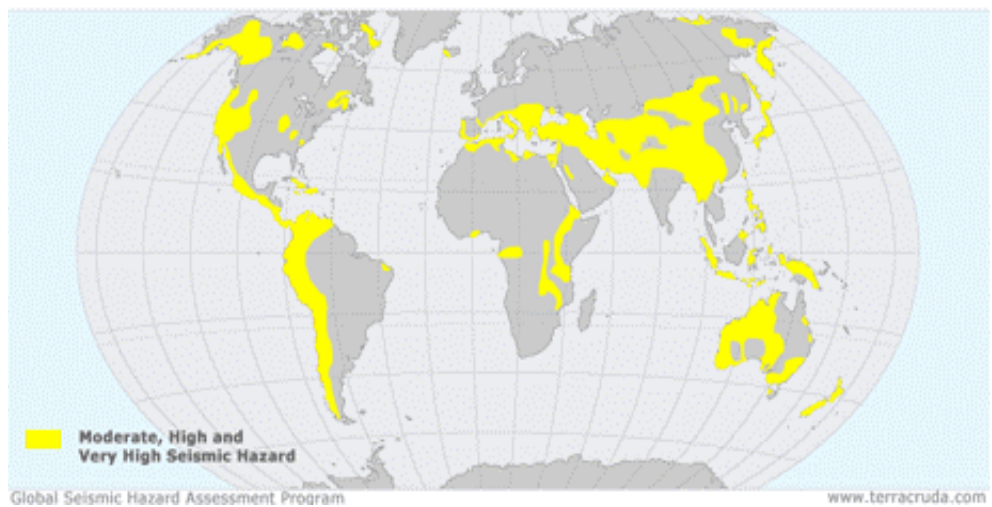 Moderate, High and
Very High Seismic Hazard
Global Seismic Hazard Assessment Program
www.terracruda.com